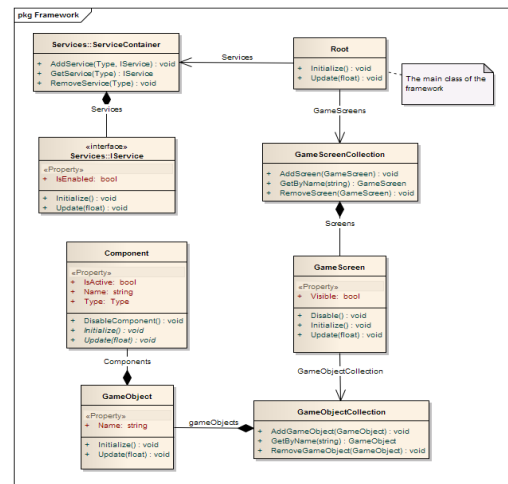 pkg Framework
Services::ServiceContainer
+ AddService(Type, IService) : void
+ GetService(Type) : IService
+ RemoveService(Type) : void
Services
Root
+ Initialize() : void
+ Update(float) : void
The main class of the
framework
Services
GameScreens
«interface»
Services::IService
«Property»
+ IsEnabled: bool
+ Initialize() : void
+ Update(float) : void
GameScreenCollection
+ AddScreen(GameScreen) : void
+ GetByName(string) : GameScreen
+ RemoveScreen(GameScreen) : void
Screens
Component
«Property»
+ IsActive: bool
+ Name: string
+ Type: Type
+ DisableComponent() : void
+ Initialize() : void
+ Update(float) : void
GameScreen
«Property»
+ Visible: bool
+ Disable() : void
+ Initialize() : void
+ Update(float) : void
Components
GameObjectCollection
GameObject
«Property»
+ Name: string
+ Initialize() : void
+ Update(float) : void
gameObjects
GameObjectCollection
+ AddGameObject(GameObject) : void
+ GetByName(string) : GameObject
+ RemoveGameObject(GameObject) : void